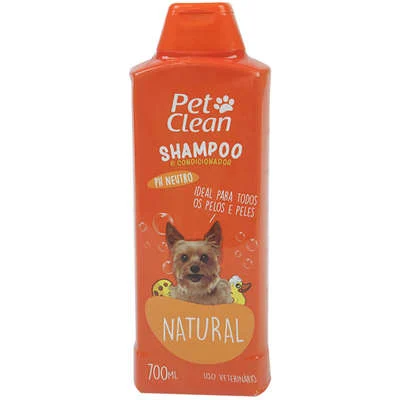 Pet
Clean
SHAMPOO
E CONDICIONADOR
PH NEUTRO
IDEAL PARA TODOS
OS PELOS E PELES
NATURAL
700ML
USO VETERINÁRIO